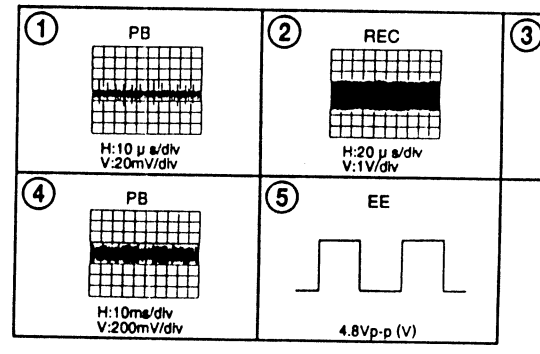 ① PB
H:10 μ s/div
V:20mV/div
② REC
H:20 μ s/div
V:1V/div
③
④ PB
H:10ms/div
V:200mV/div
⑤ EE
4.8Vp-p (V)